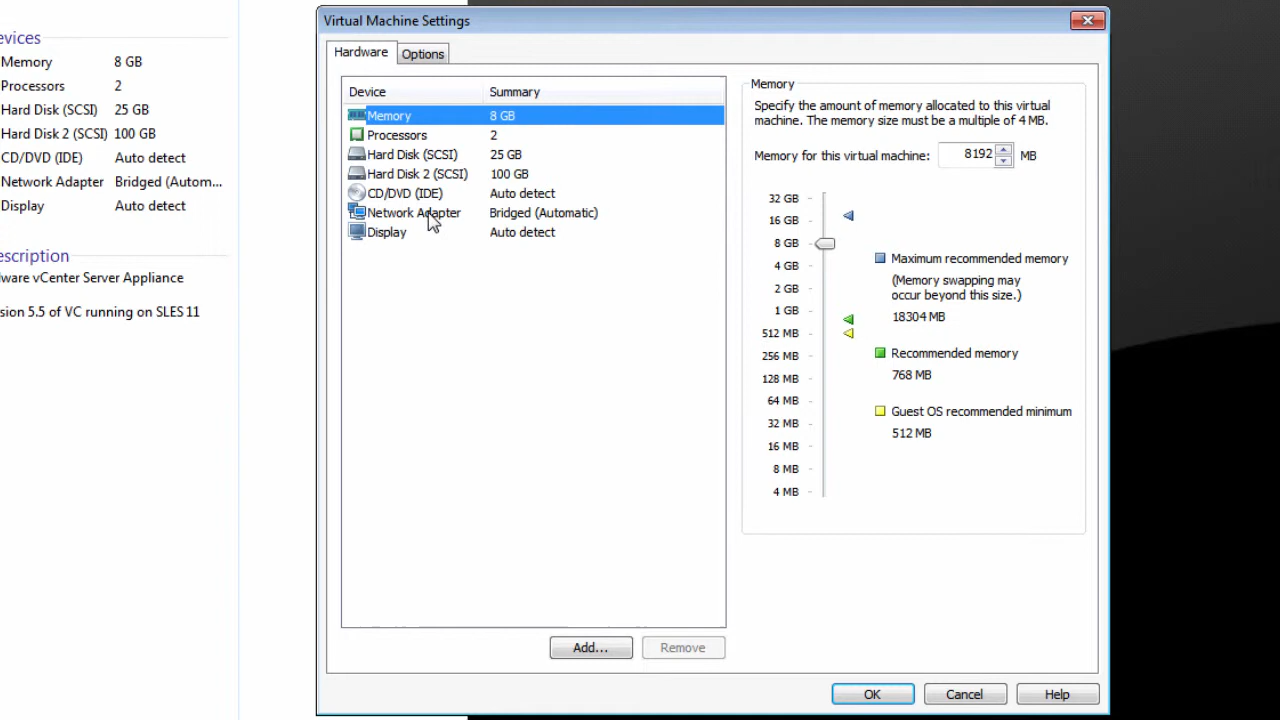 Virtual Machine Settings
Hardware
Options
evices
Memory 8 GB
Processors 2
Hard Disk (SCSI) 25 GB
Hard Disk 2 (SCSI) 100 GB
CD/DVD (IDE) Auto detect
Network Adapter Bridged (Autom...
Display Auto detect
escription
ware vCenter Server Appliance
sion 5.5 of VC running on SLES 11
Device Summary
Memory 8 GB
Processors 2
Hard Disk (SCSI) 25 GB
Hard Disk 2 (SCSI) 100 GB
CD/DVD (IDE) Auto detect
Network Adapter Bridged (Automatic)
Display Auto detect
Add...
Remove
Memory
Specify the amount of memory allocated to this virtual
machine. The memory size must be a multiple of 4 MB.
Memory for this virtual machine: 8192 MB
32 GB
16 GB
8 GB
4 GB
2 GB
1 GB
512 MB
256 MB
128 MB
64 MB
32 MB
16 MB
8 MB
4 MB
Maximum recommended memory
(Memory swapping may
occur beyond this size.)
18304 MB
Recommended memory
768 MB
Guest OS recommended minimum
512 MB
OK
Cancel
Help